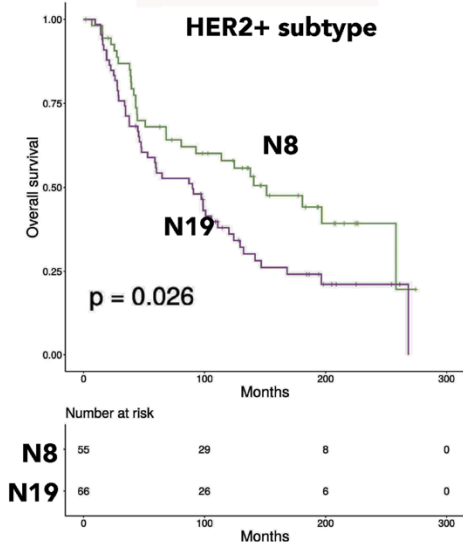 HER2+ subtype
1.00
0.75
0.50
0.25
0.00
Overall survival
N8
N19
p = 0.026
0 100 200 300
Months
Number at risk
N8 55 29 8 0
N19 66 26 6 0
0 100 200 300
Months